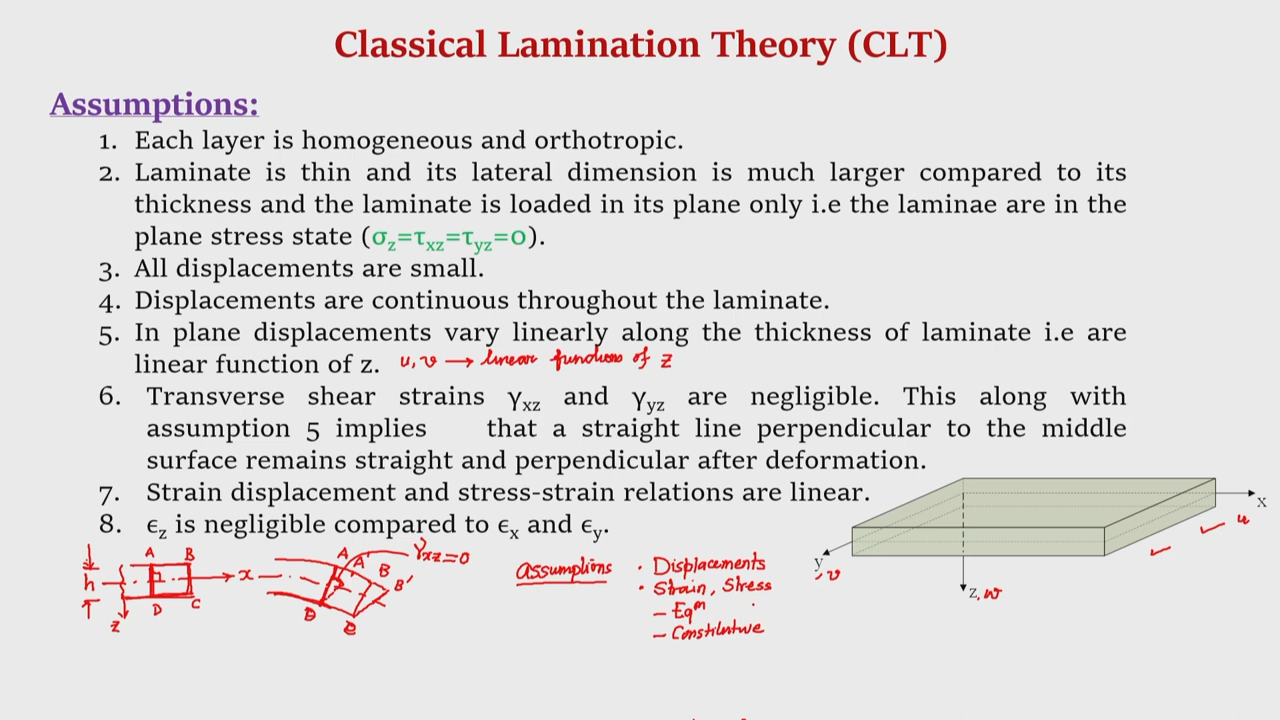 Classical Lamination Theory (CLT)
Assumptions:
1. Each layer is homogeneous and orthotropic.
2. Laminate is thin and its lateral dimension is much larger compared to its
thickness and the laminate is loaded in its plane only i.e the laminae are in the
plane stress state (σz=τxz=τyz=0).
3. All displacements are small.
4. Displacements are continuous throughout the laminate.
5. In plane displacements vary linearly along the thickness of laminate i.e are
linear function of z. u, v → linear functions of z
6. Transverse shear strains γxz and γyz are negligible. This along with
assumption 5 implies that a straight line perpendicular to the middle
surface remains straight and perpendicular after deformation.
7. Strain displacement and stress-strain relations are linear.
8. ϵz is negligible compared to ϵx and ϵy.
A B
h
x
D C
z
A A' B B'
γxz=0
D
Assumptions
• Displacements
• Strain, Stress
– Eqm
– Constitutive
x
u
y, v
z, w